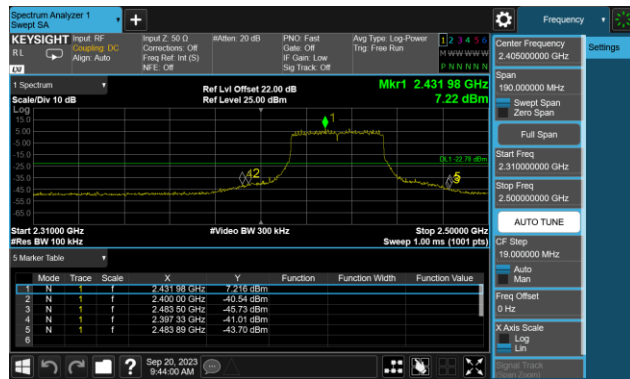 Spectrum Analyzer 1
Swept SA
Frequency
KEYSIGHT
RL
Input: RF
Coupling: DC
Align: Auto
Input Z: 50 Ω
Corrections: Off
Freq Ref: Int (S)
NFE: Off
#Atten: 20 dB
PNO: Fast
Gate: Off
IF Gain: Low
Sig Track: Off
Avg Type: Log-Power
Trig: Free Run
1 2 3 4 5 6
M W W W W W
P N N N N N
LXI
1 Spectrum
Scale/Div 10 dB
Ref Lvl Offset 22.00 dB
Ref Level 25.00 dBm
Mkr1 2.431 98 GHz
7.22 dBm
Log
15.0
5.00
-5.00
-15.0
-25.0
-35.0
-45.0
-55.0
-65.0
1
DL1 -22.78 dBm
2
5
Start 2.31000 GHz
#Res BW 100 kHz
#Video BW 300 kHz
Stop 2.50000 GHz
Sweep 1.00 ms (1001 pts)
5 Marker Table
Mode Trace Scale X Y Function Function Width Function Value
1 N 1 f 2.431 98 GHz 7.216 dBm
2 N 1 f 2.400 00 GHz -40.54 dBm
3 N 1 f 2.483 50 GHz -45.73 dBm
4 N 1 f 2.397 33 GHz -41.01 dBm
5 N 1 f 2.483 89 GHz -43.70 dBm
6
Sep 20, 2023
9:44:00 AM
Center Frequency
2.405000000 GHz
Settings
Span
190.000000 MHz
Swept Span
Zero Span
Full Span
Start Freq
2.310000000 GHz
Stop Freq
2.500000000 GHz
AUTO TUNE
CF Step
19.000000 MHz
Auto
Man
Freq Offset
0 Hz
X Axis Scale
Log
Lin
Signal Track
(Span Zoom)